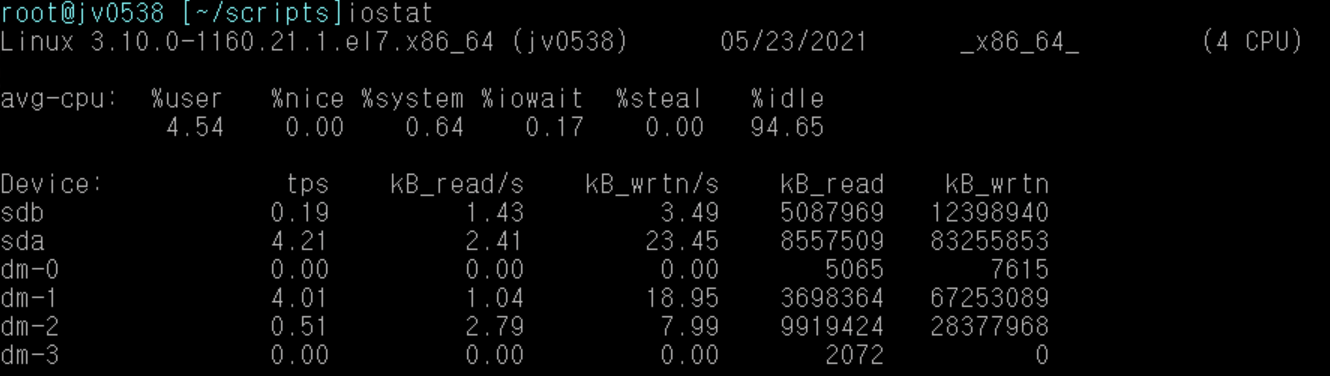 root@jv0538 [~/scripts]iostat
Linux 3.10.0-1160.21.1.el7.x86_64 (jv0538) 05/23/2021 _x86_64_ (4 CPU)
avg-cpu: %user %nice %system %iowait %steal %idle
4.54 0.00 0.64 0.17 0.00 94.65
Device: tps kB_read/s kB_wrtn/s kB_read kB_wrtn
sdb 0.19 1.43 3.49 5087969 12398940
sda 4.21 2.41 23.45 8557509 83255853
dm-0 0.00 0.00 0.00 5065 7615
dm-1 4.01 1.04 18.95 3698364 67253089
dm-2 0.51 2.79 7.99 9919424 28377968
dm-3 0.00 0.00 0.00 2072 0